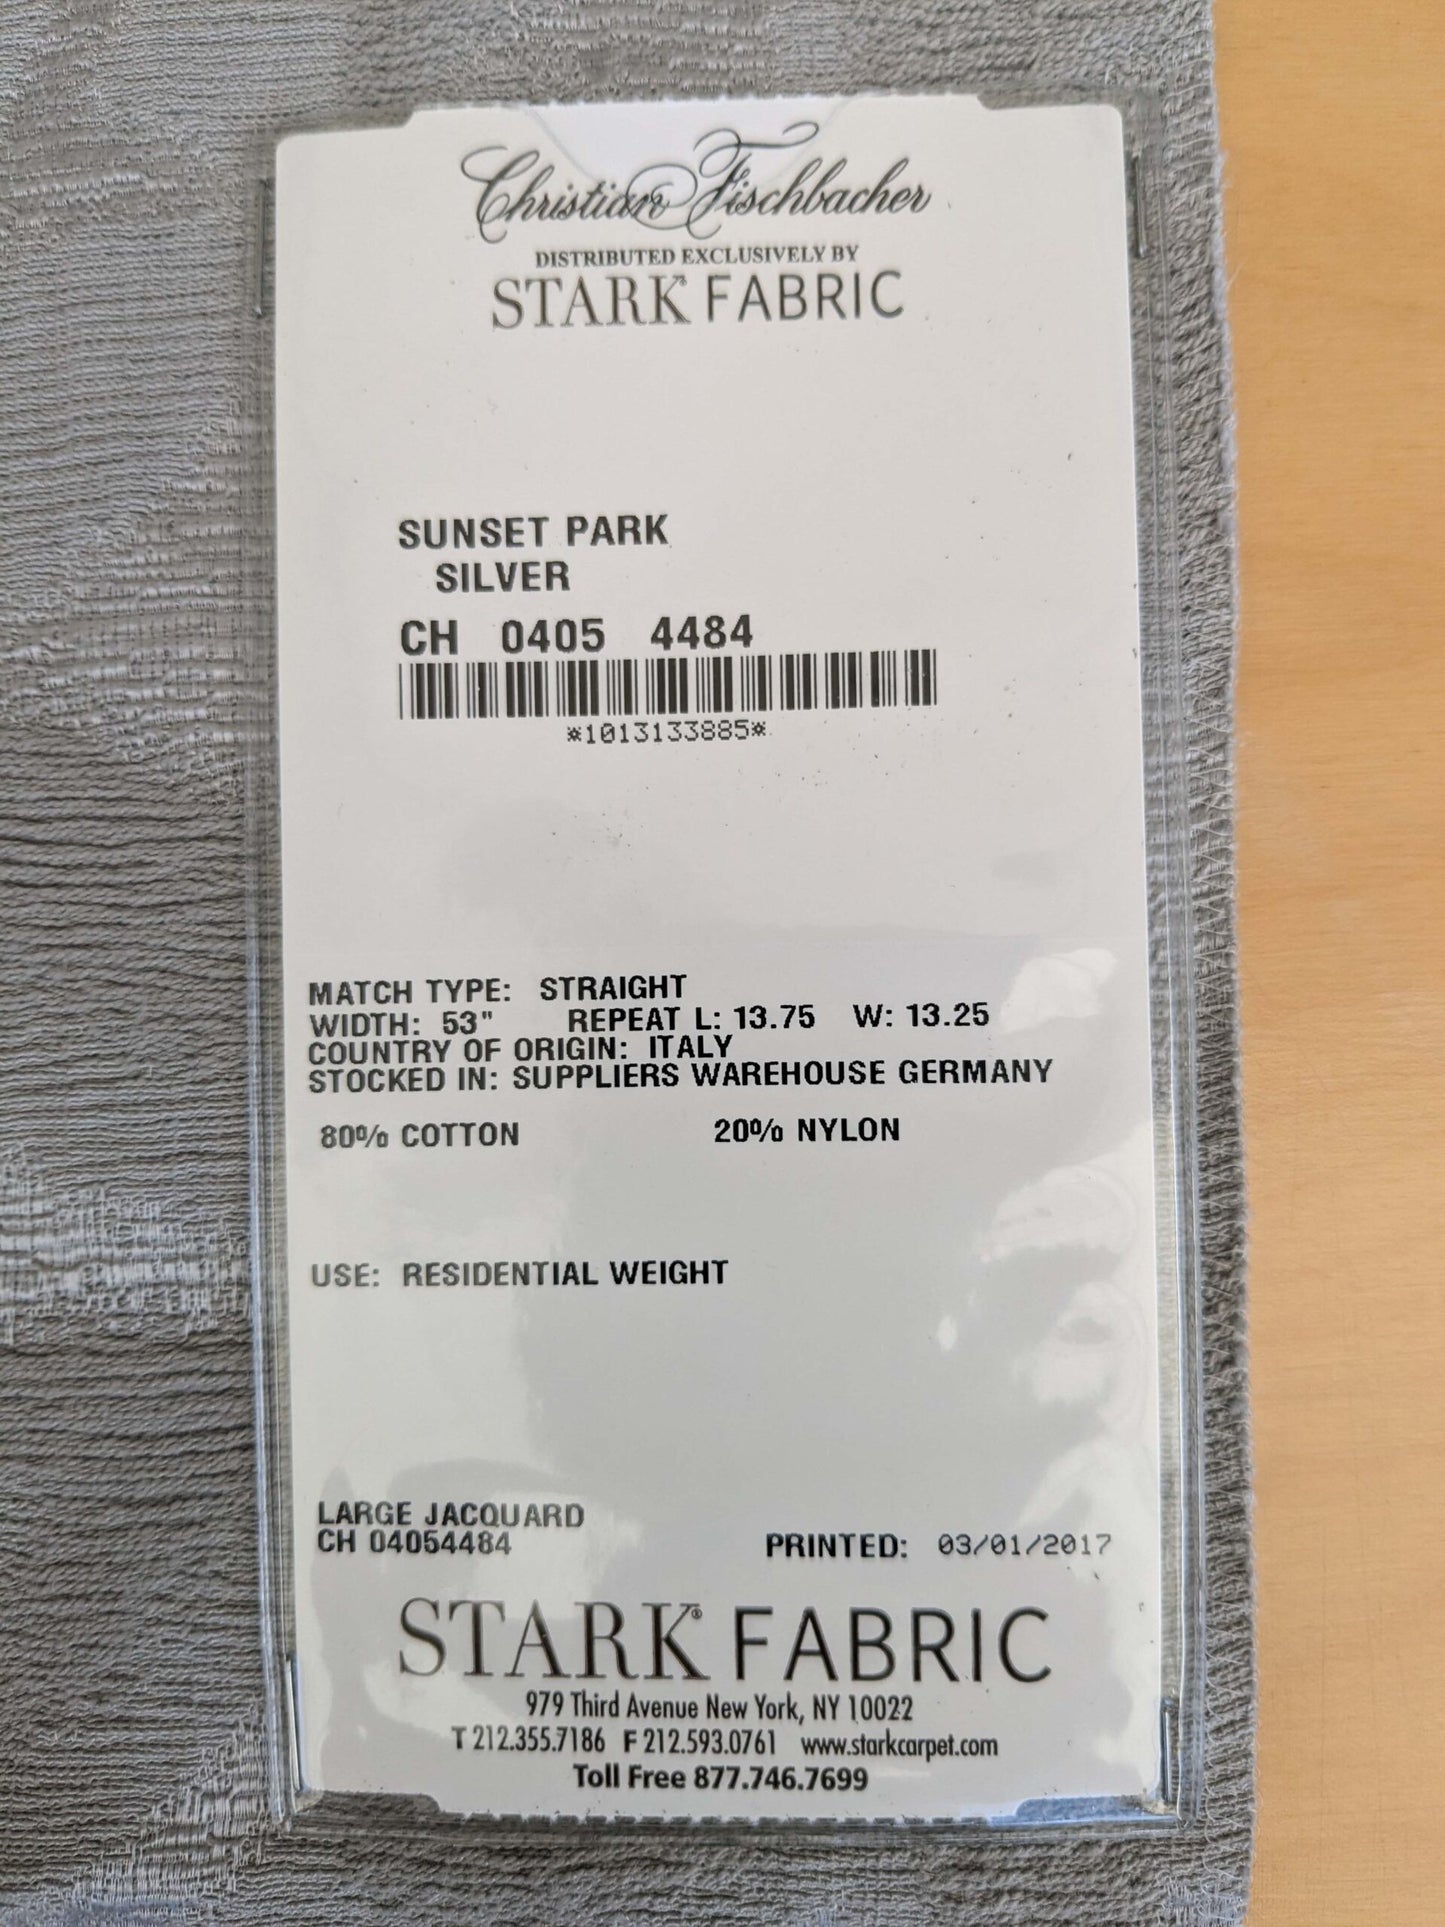 Christian Fischbacher
DISTRIBUTED EXCLUSIVELY BY
STARK FABRIC
SUNSET PARK
SILVER
CH 0405 4484
*1013133885*
MATCH TYPE: STRAIGHT
WIDTH: 53" REPEAT L: 13.75 W: 13.25
COUNTRY OF ORIGIN: ITALY
STOCKED IN: SUPPLIERS WAREHOUSE GERMANY
80% COTTON 20% NYLON
USE: RESIDENTIAL WEIGHT
LARGE JACQUARD
CH 04054484 PRINTED: 03/01/2017
STARK® FABRIC
979 Third Avenue New York, NY 10022
T 212.355.7186 F 212.593.0761 www.starkcarpet.com
Toll Free 877.746.7699